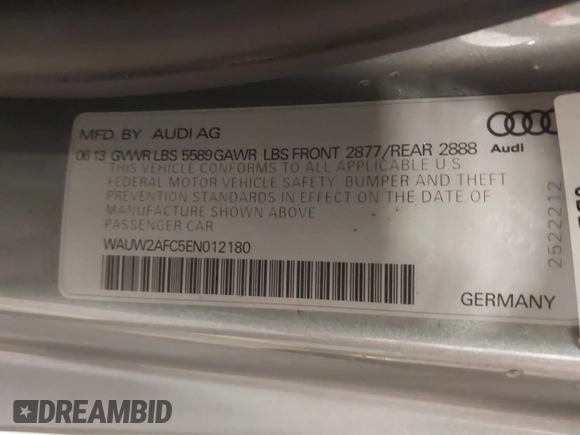 MFD. BY AUDI AG
06 13 GVWR LBS 5589 GAWR LBS FRONT 2877/REAR 2888
Audi
THIS VEHICLE CONFORMS TO ALL APPLICABLE U S
FEDERAL MOTOR VEHICLE SAFETY, BUMPER AND THEFT
PREVENTION STANDARDS IN EFFECT ON THE DATE OF
MANUFACTURE SHOWN ABOVE
PASSENGER CAR
WAUW2AFC5EN012180
GERMANY
2522212
DREAMBID